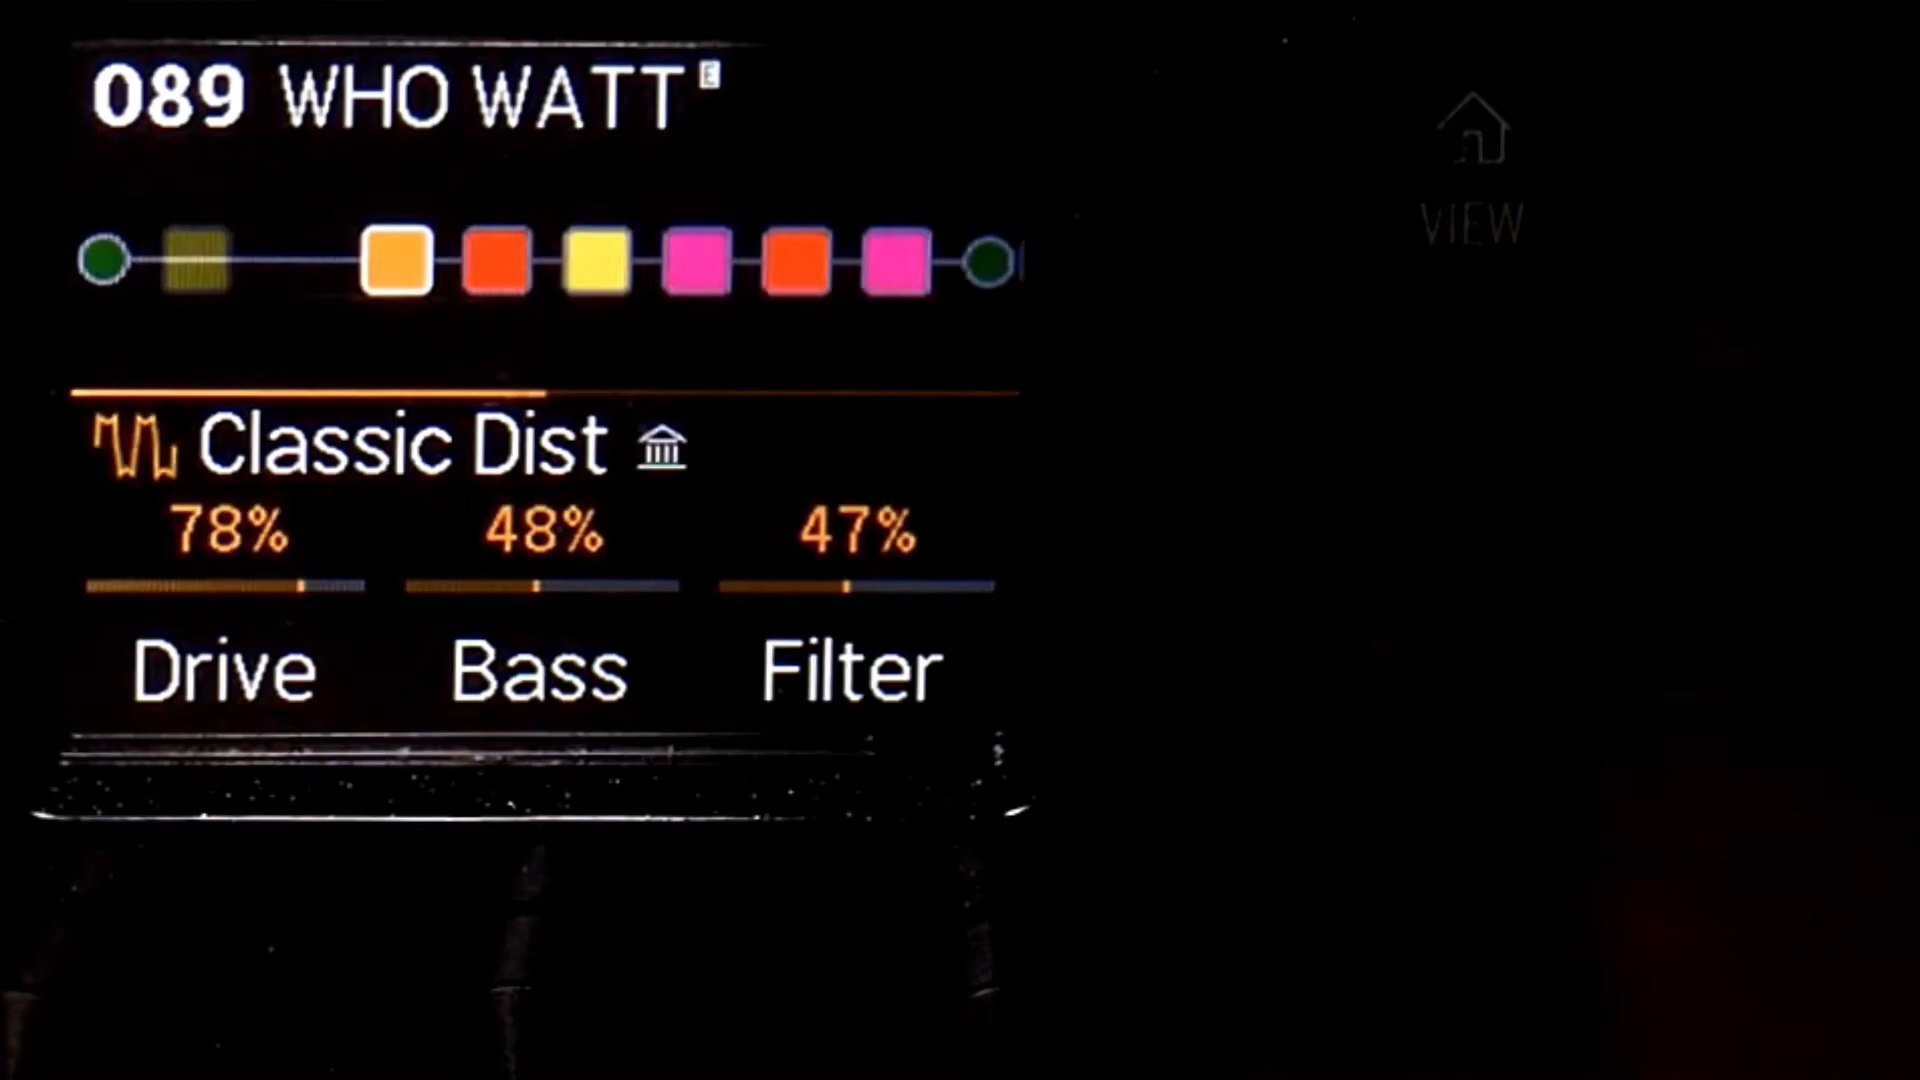 089 WHO WATT E
VIEW
Classic Dist
78% 48% 47%
Drive Bass Filter